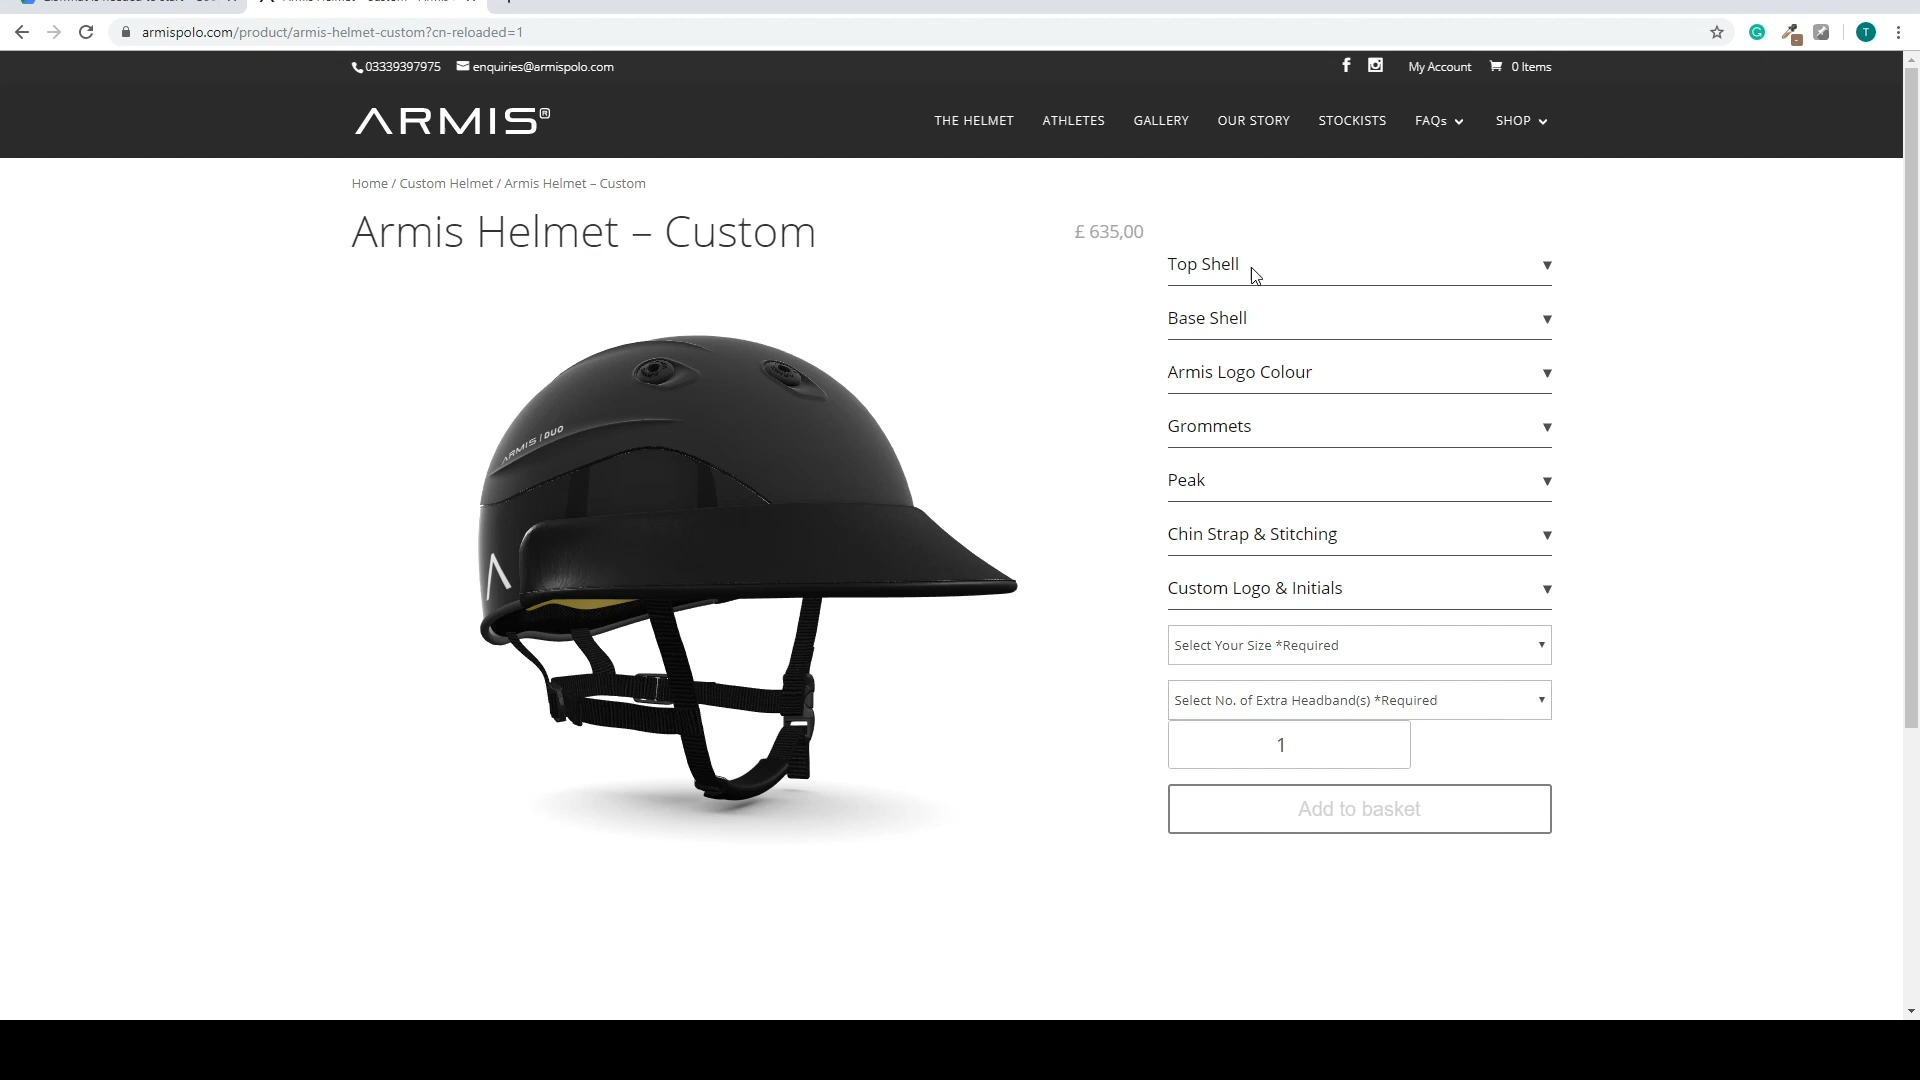 armispolo.com/product/armis-helmet-custom?cn-reloaded=1
T
03339397975 enquiries@armispolo.com
My Account 0 Items
ARMIS®
THE HELMET ATHLETES GALLERY OUR STORY STOCKISTS FAQs SHOP
Home / Custom Helmet / Armis Helmet – Custom
Armis Helmet – Custom
£ 635,00
Top Shell
Base Shell
Armis Logo Colour
Grommets
Peak
Chin Strap & Stitching
Custom Logo & Initials
Select Your Size *Required
Select No. of Extra Headband(s) *Required
1
Add to basket
ARMIS | DUO